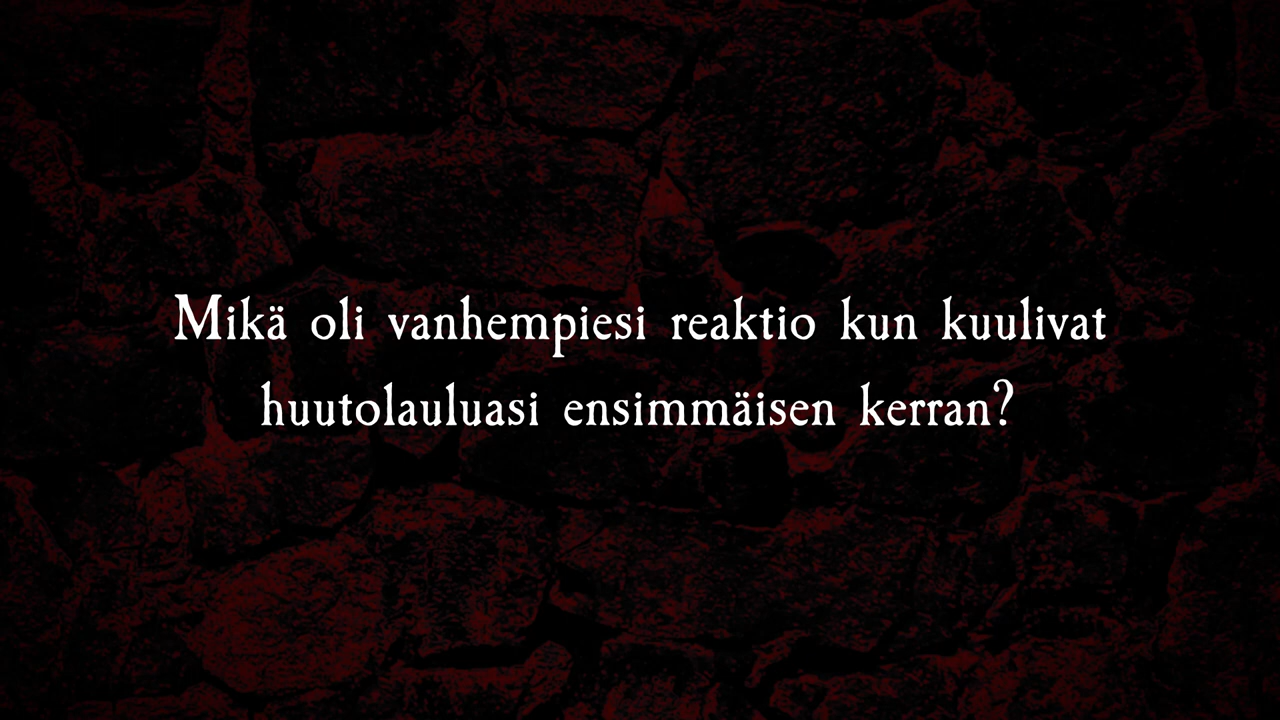 Mikä oli vanhempiesi reaktio kun kuulivat
huutolauluasi ensimmäisen kerran?